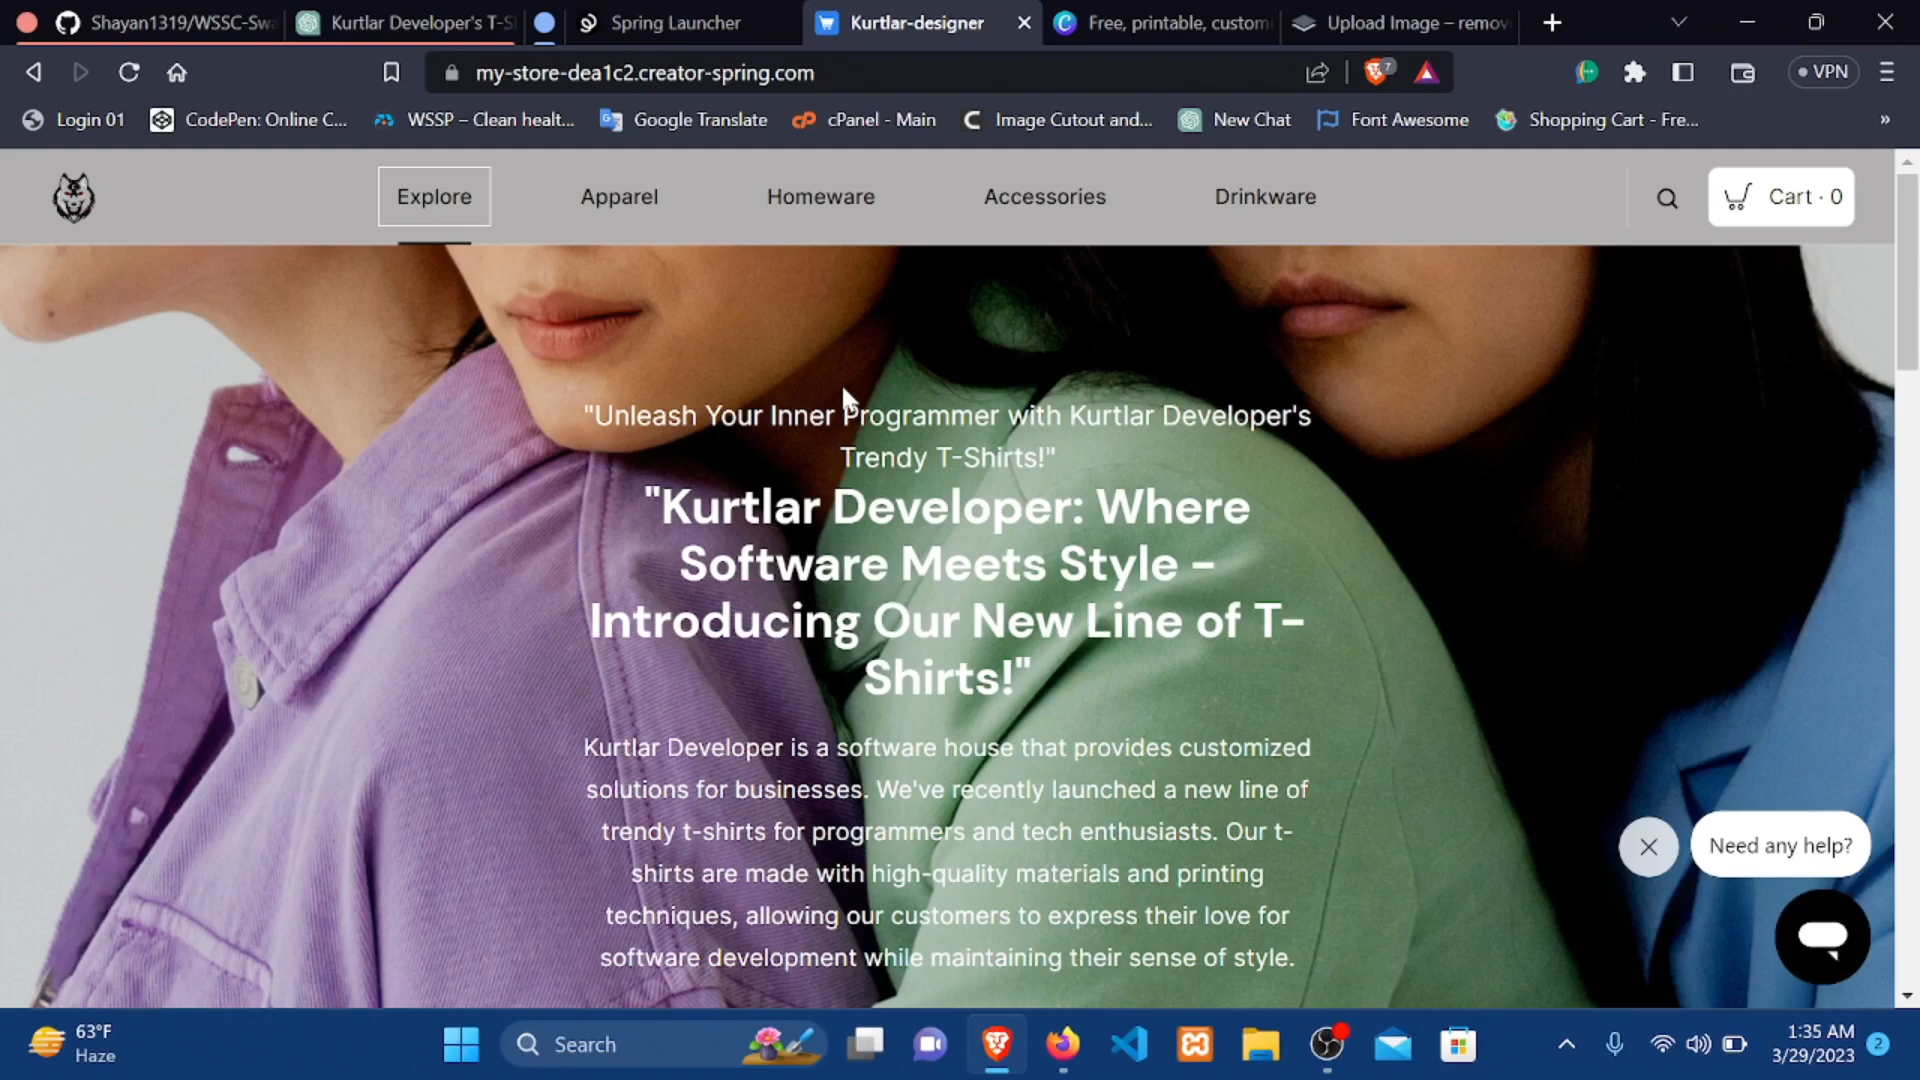 Shayan1319/WSSC-Swa
Kurtlar Developer's T-S
Spring Launcher
Kurtlar-designer
Free, printable, custom
Upload Image – remov
my-store-dea1c2.creator-spring.com
7
VPN
Login 01
CodePen: Online C...
WSSP – Clean healt...
Google Translate
cPanel - Main
Image Cutout and...
New Chat
Font Awesome
Shopping Cart - Fre...
»
Explore
Apparel
Homeware
Accessories
Drinkware
Cart · 0
"Unleash Your Inner Programmer with Kurtlar Developer's
Trendy T-Shirts!"
"Kurtlar Developer: Where
Software Meets Style –
Introducing Our New Line of T-
Shirts!"
Kurtlar Developer is a software house that provides customized
solutions for businesses. We've recently launched a new line of
trendy t-shirts for programmers and tech enthusiasts. Our t-
shirts are made with high-quality materials and printing
techniques, allowing our customers to express their love for
software development while maintaining their sense of style.
Need any help?
63°F
Haze
Search
1:35 AM
3/29/2023
2